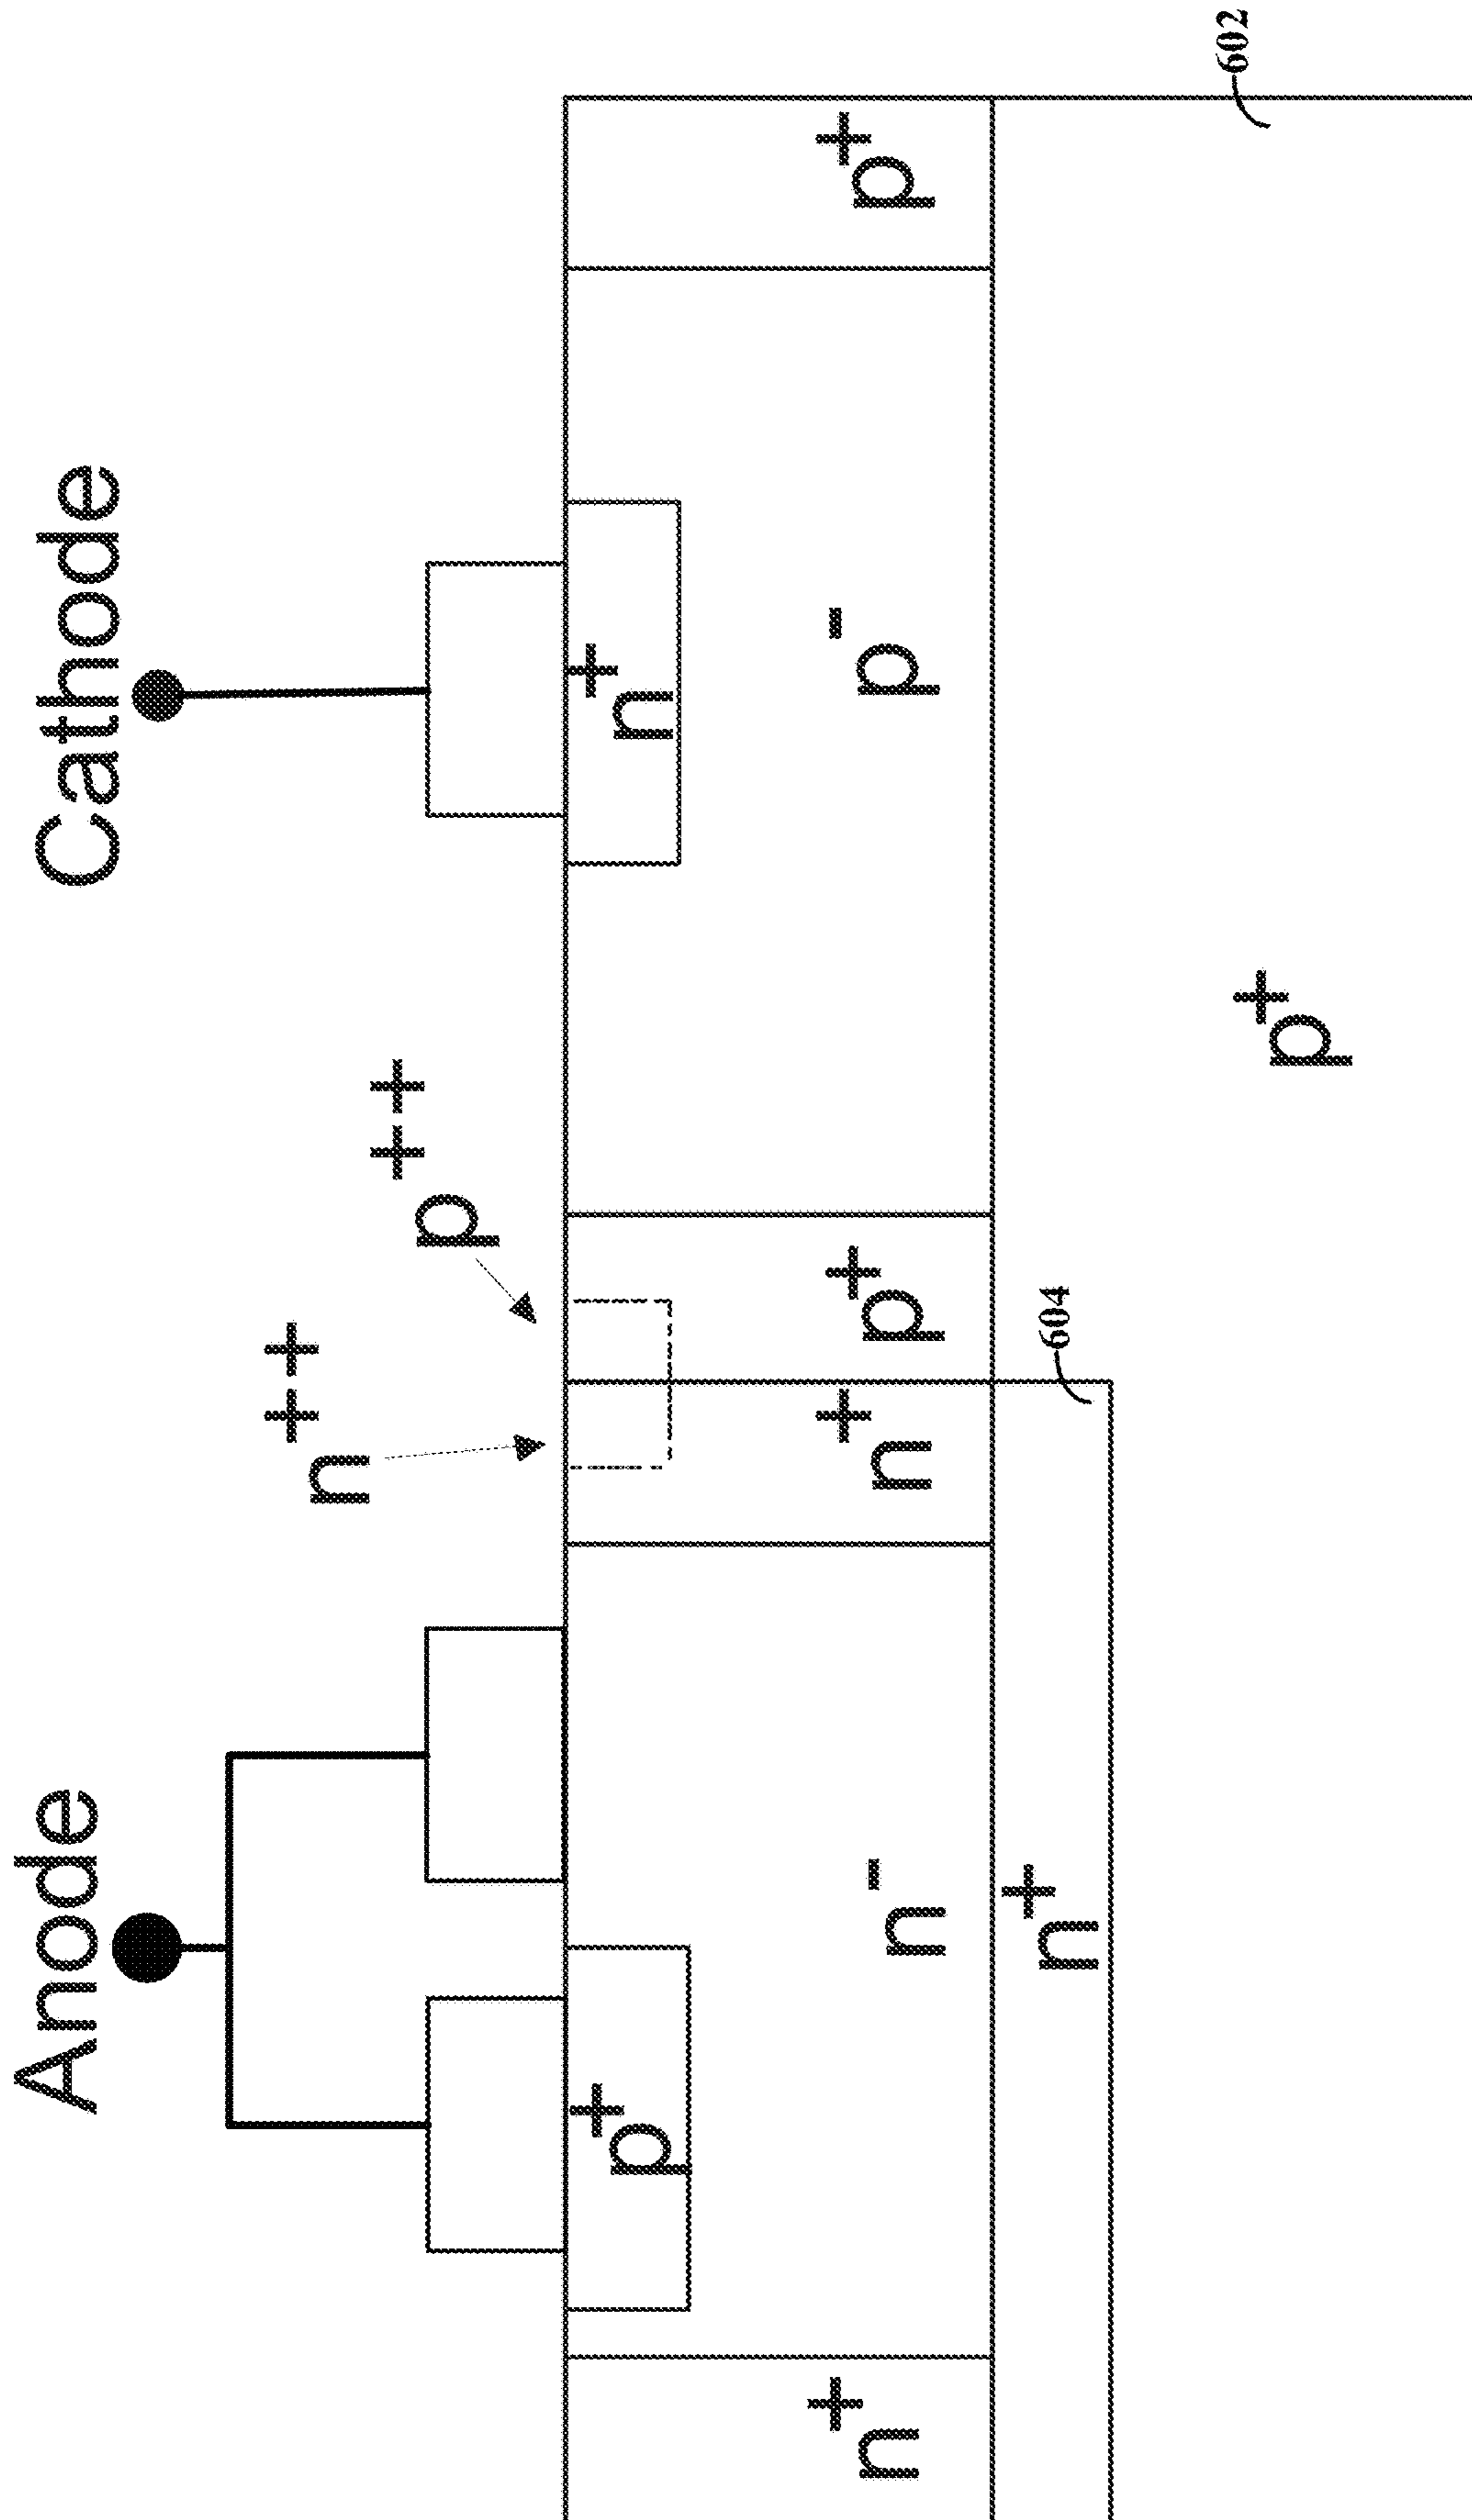 Anode
Cathode
n++
p++
p+
n+
n+
n-
n+
p+
p-
p+
n+
604
p+
602